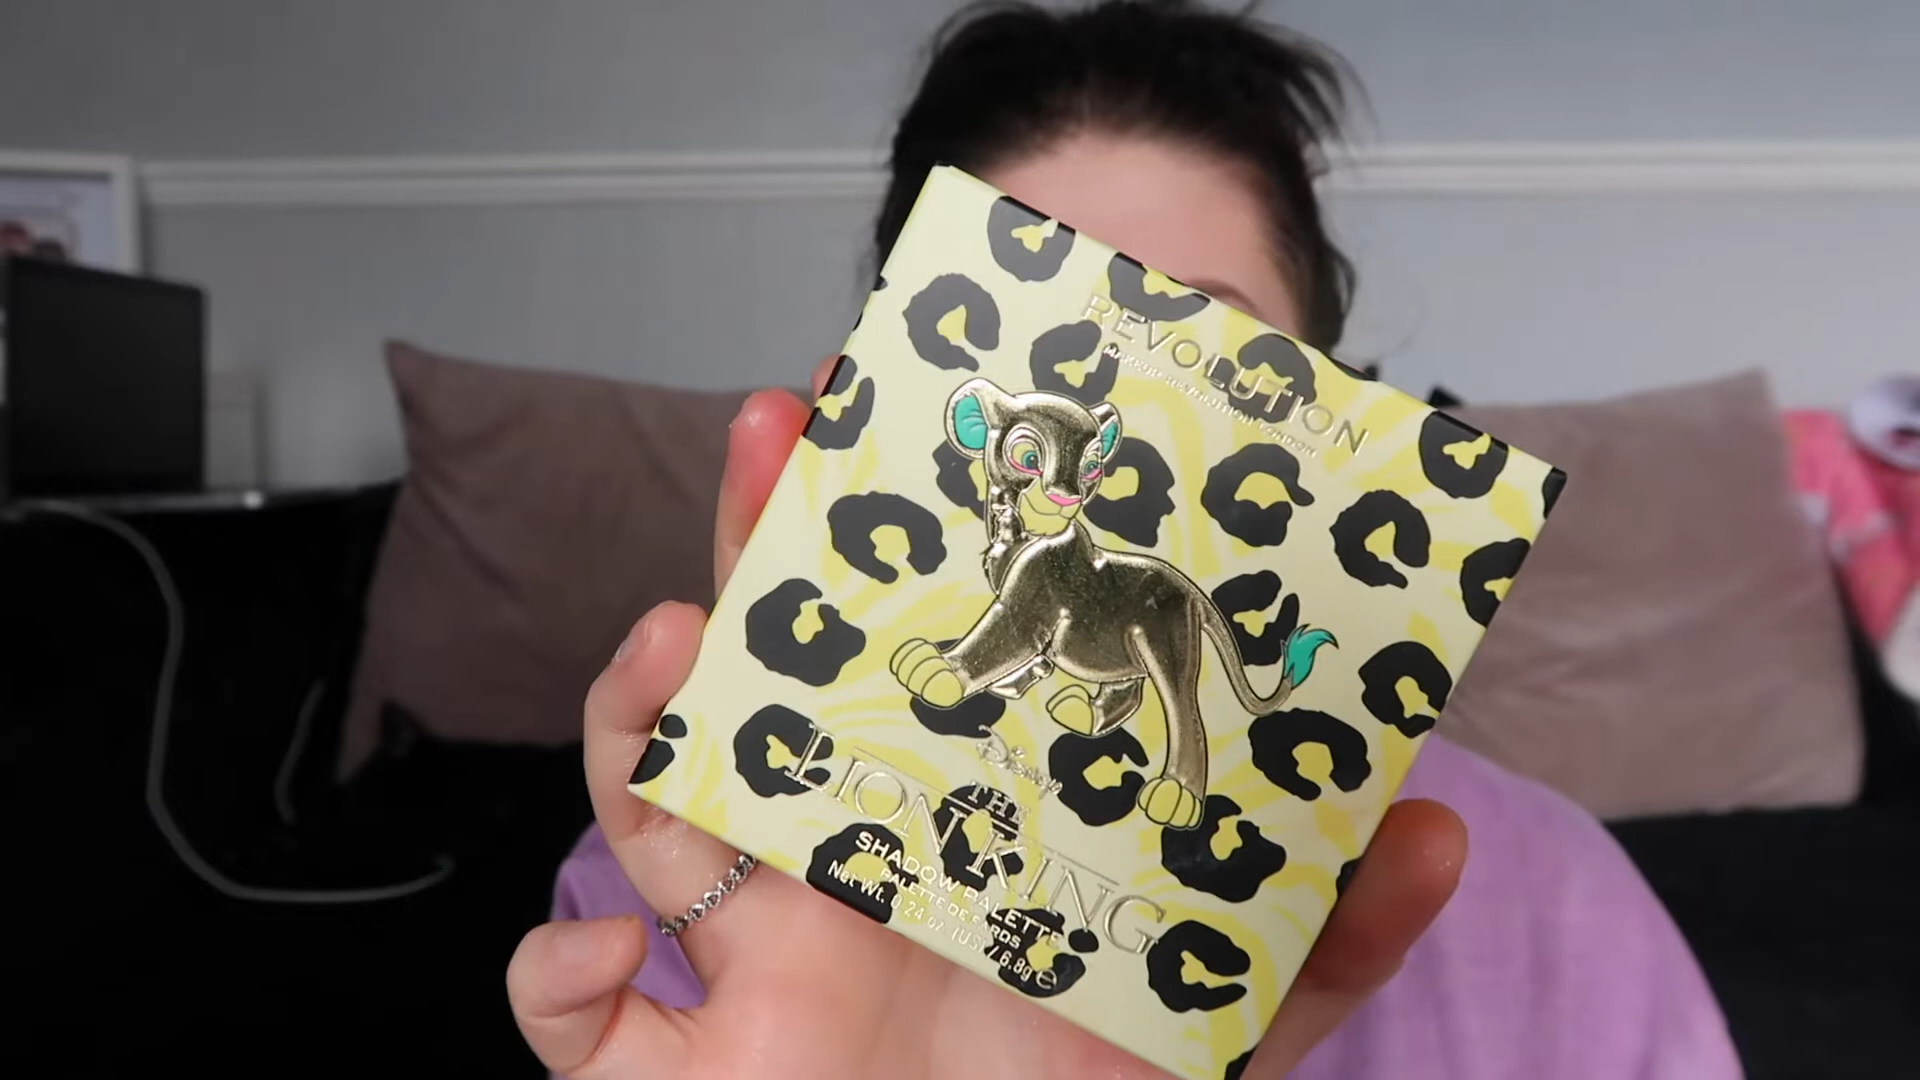 REVOLUTION
MAKEUP REVOLUTION LONDON
Disney
THE
LION KING
SHADOW PALETTE
PALETTE DE FARDS
Net Wt. 0.24 oz. (US) / 6.8g e